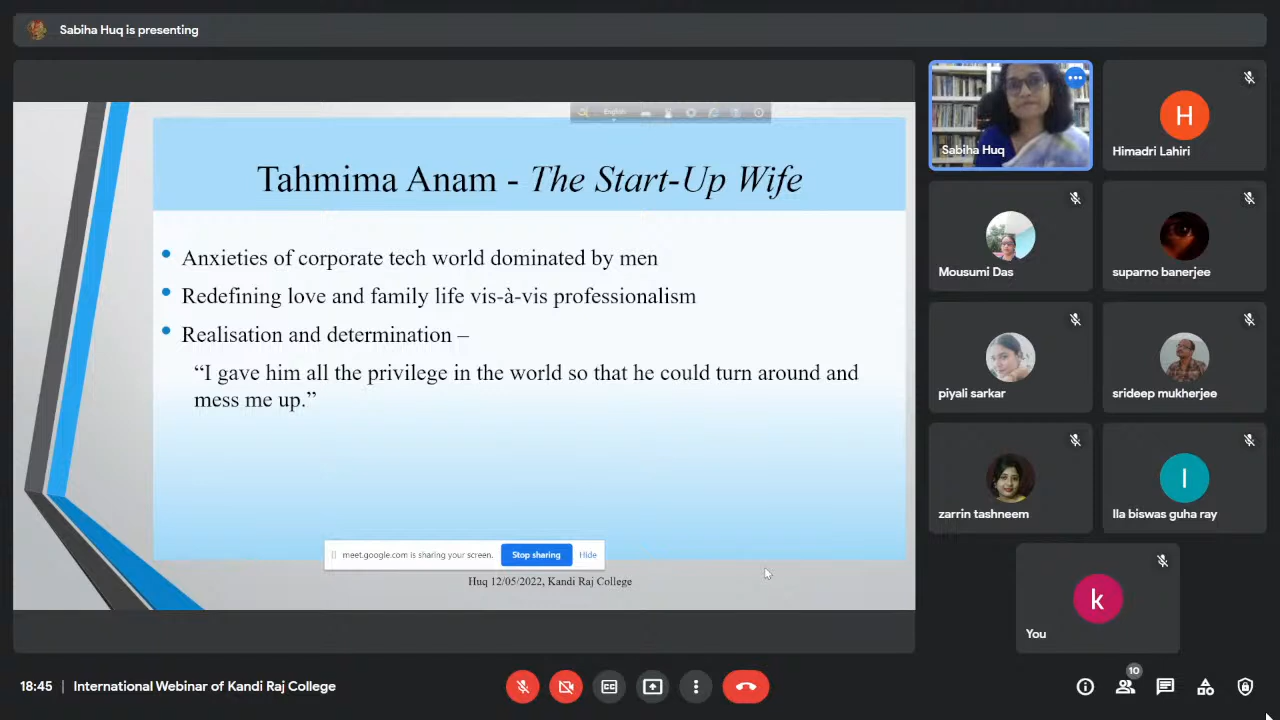 Sabiha Huq is presenting
English
Tahmima Anam - The Start-Up Wife
Anxieties of corporate tech world dominated by men
Redefining love and family life vis-à-vis professionalism
Realisation and determination –
“I gave him all the privilege in the world so that he could turn around and
mess me up.”
meet.google.com is sharing your screen.
Stop sharing
Hide
Huq 12/05/2022, Kandi Raj College
Sabiha Huq
H
Himadri Lahiri
Mousumi Das
suparno banerjee
piyali sarkar
srideep mukherjee
zarrin tashneem
I
Ila biswas guha ray
k
You
18:45 | International Webinar of Kandi Raj College
CC
10